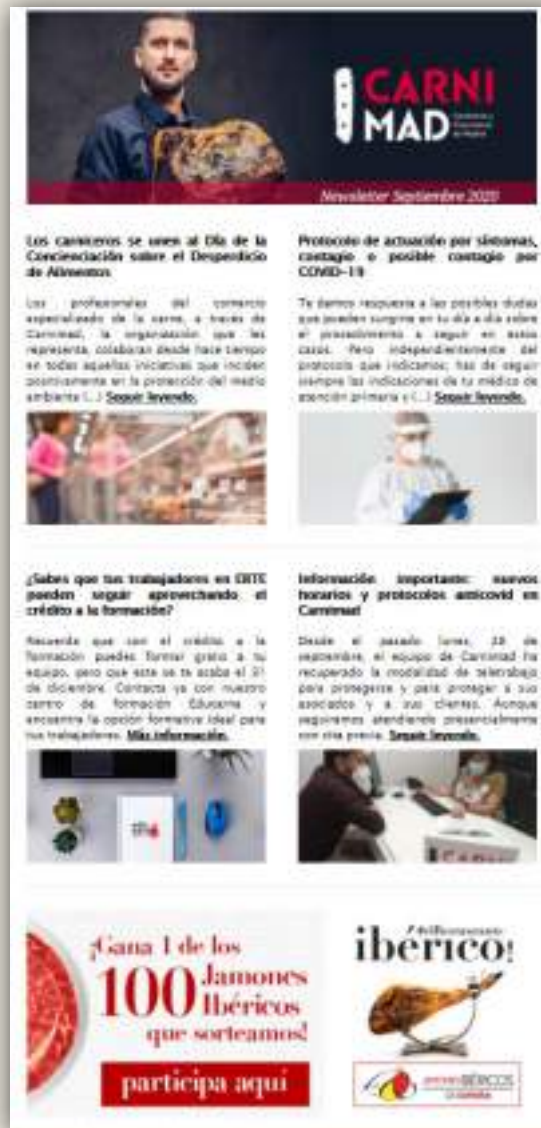 CARNI
MAD
Newsletter Septiembre 2020
Los carniceros se unen al Día de la
Concienciación sobre el Desperdicio
de Alimentos
Los profesionales del comercio
especializado de la carne, a través de
Carnimad, la organización que les
representa, colaboran desde hace tiempo
en todas aquellas iniciativas que inciden
positivamente en la protección del medio
ambiente (...) Seguir leyendo.
Protocolo de actuación por síntomas,
contagio o posible contagio por
COVID-19
Te damos respuesta a las posibles dudas
que pueden surgirte en tu día a día sobre
el procedimiento a seguir en estos
casos. Pero independientemente del
protocolo que indicamos, has de seguir
siempre las indicaciones de tu médico de
atención primaria y (...) Seguir leyendo.
¿Sabes que tus trabajadores en ERTE
pueden seguir aprovechando el
crédito a la formación?
Recuerda que con el crédito a la
formación puedes formar gratis a tu
equipo, pero que este se te acaba el 31
de diciembre. Contacta ya con nuestro
centro de formación Educarne y
encuentra la opción formativa ideal para
tus trabajadores. Más información.
Información importante: nuevos
horarios y protocolos anticovid en
Carnimad
Desde el pasado lunes, 28 de
septiembre, el equipo de Carnimad ha
recuperado la modalidad de teletrabajo
para protegerse y para proteger a sus
asociados y a sus clientes. Aunque
seguiremos atendiendo presencialmente
con cita previa. Seguir leyendo.
¡Gana 1 de los
100 Jamones
Ibéricos
que sorteamos!
participa aquí
ibérico!
IBÉRICOS